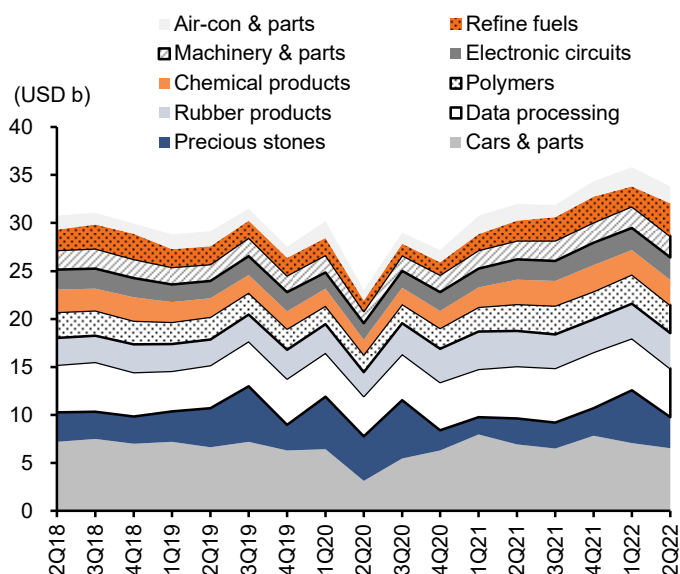 Air-con & parts
Refine fuels
Machinery & parts
Electronic circuits
Chemical products
Polymers
(USD b)
Rubber products
Data processing
Precious stones
Cars & parts
40
35
30
25
20
15
10
5
0
2Q18
3Q18
4Q18
1Q19
2Q19
3Q19
4Q19
1Q20
2Q20
3Q20
4Q20
1Q21
2Q21
3Q21
4Q21
1Q22
2Q22